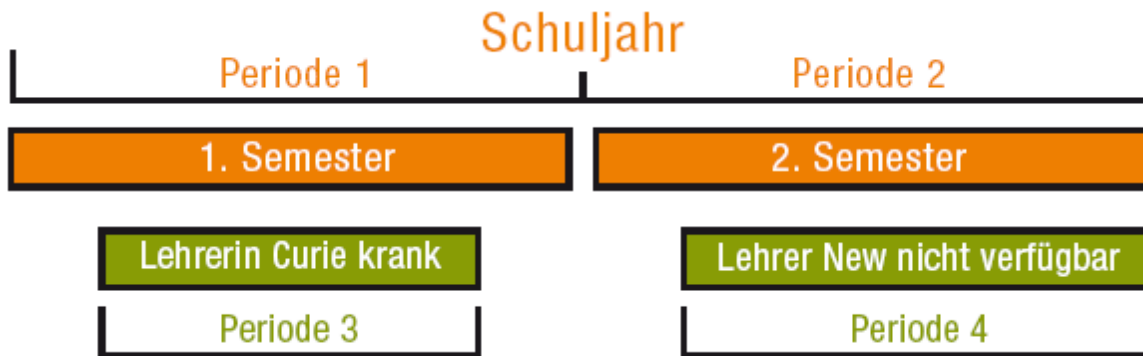 Schuljahr
Periode 1
Periode 2
1. Semester
2. Semester
Lehrerin Curie krank
Lehrer New nicht verfügbar
Periode 3
Periode 4